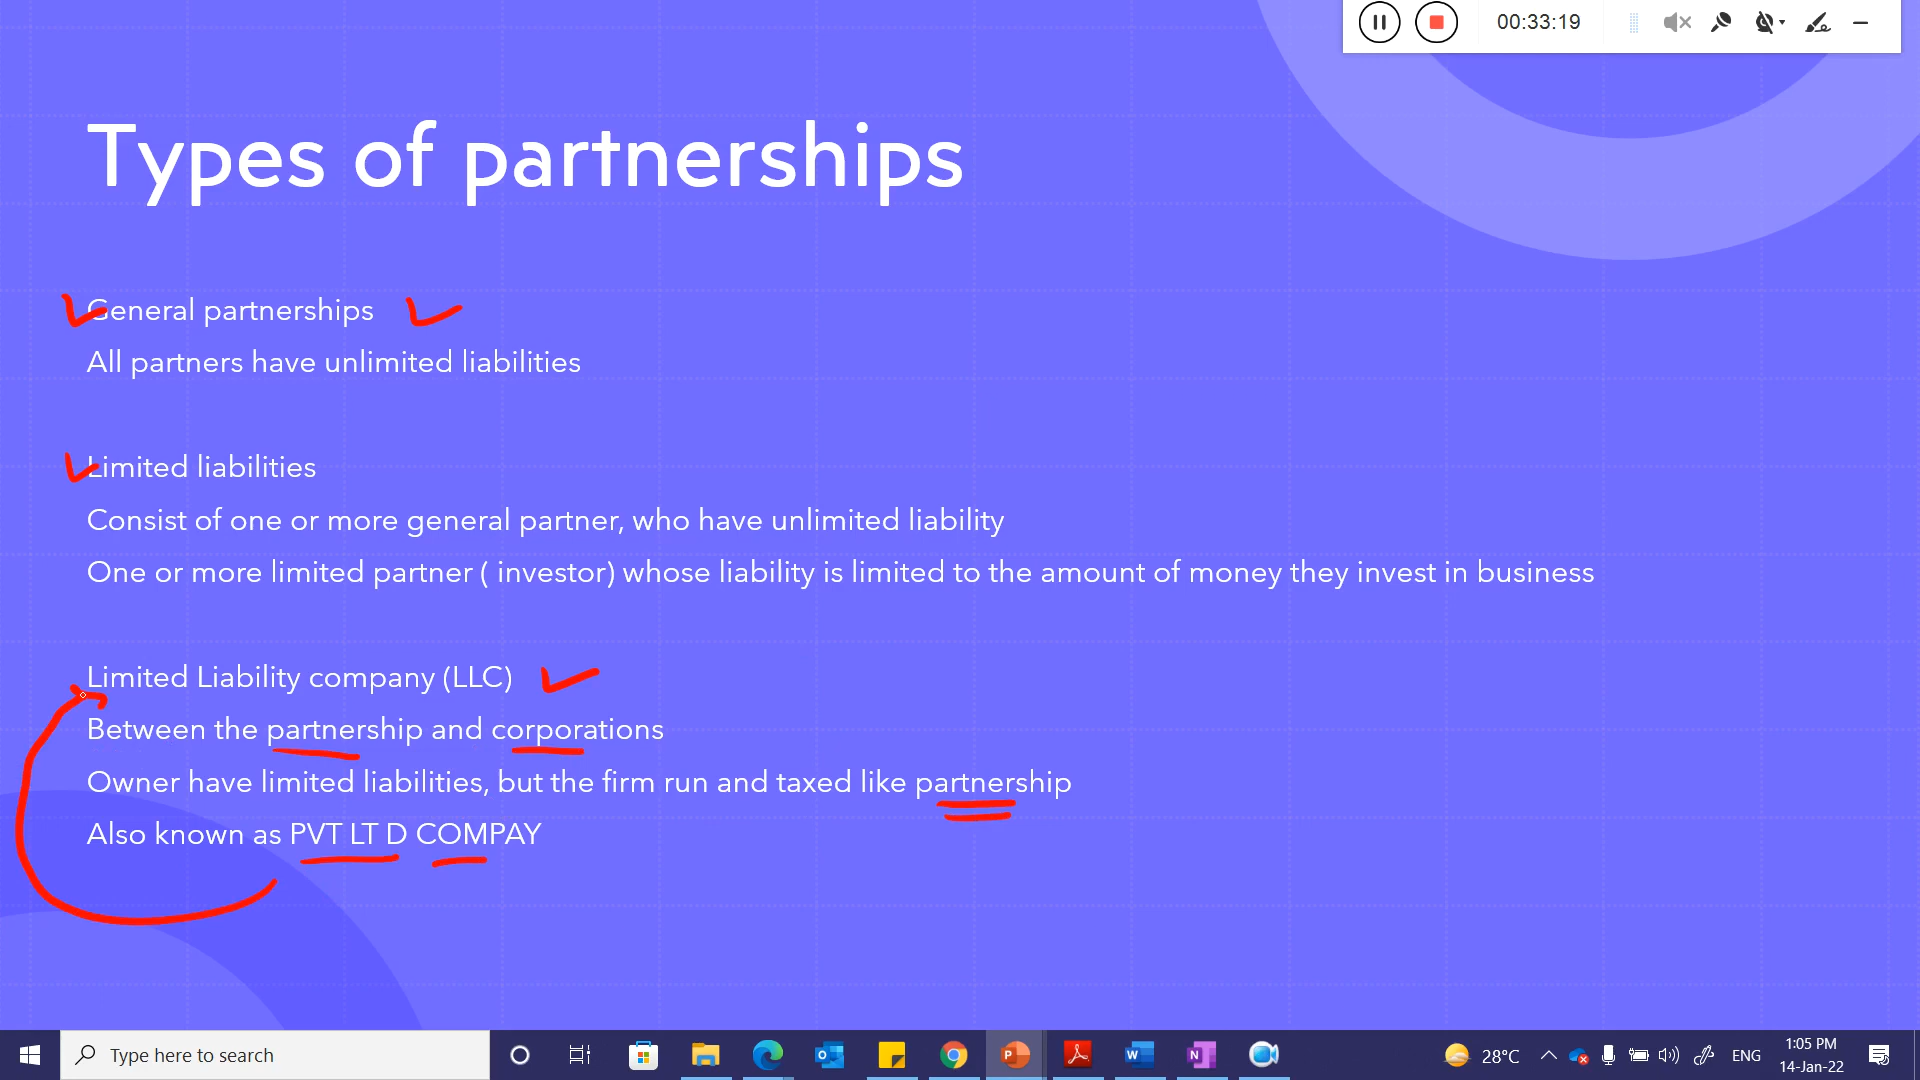 00:33:19
Types of partnerships
General partnerships
All partners have unlimited liabilities
Limited liabilities
Consist of one or more general partner, who have unlimited liability
One or more limited partner ( investor) whose liability is limited to the amount of money they invest in business
Limited Liability company (LLC)
Between the partnership and corporations
Owner have limited liabilities, but the firm run and taxed like partnership
Also known as PVT LT D COMPAY
Type here to search
28°C
ENG
1:05 PM
14-Jan-22